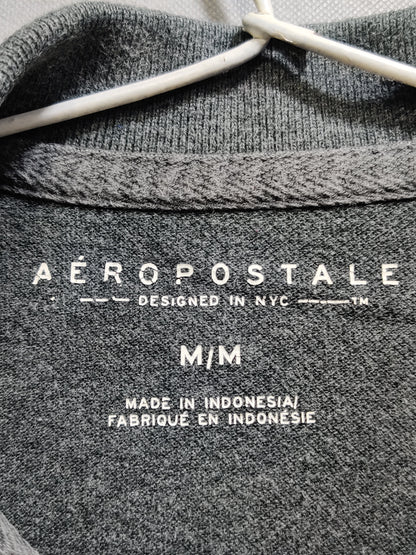 AÉROPOSTALE
DESIGNED IN NYC TM
M/M
MADE IN INDONESIA/
FABRIQUÉ EN INDONÉSIE